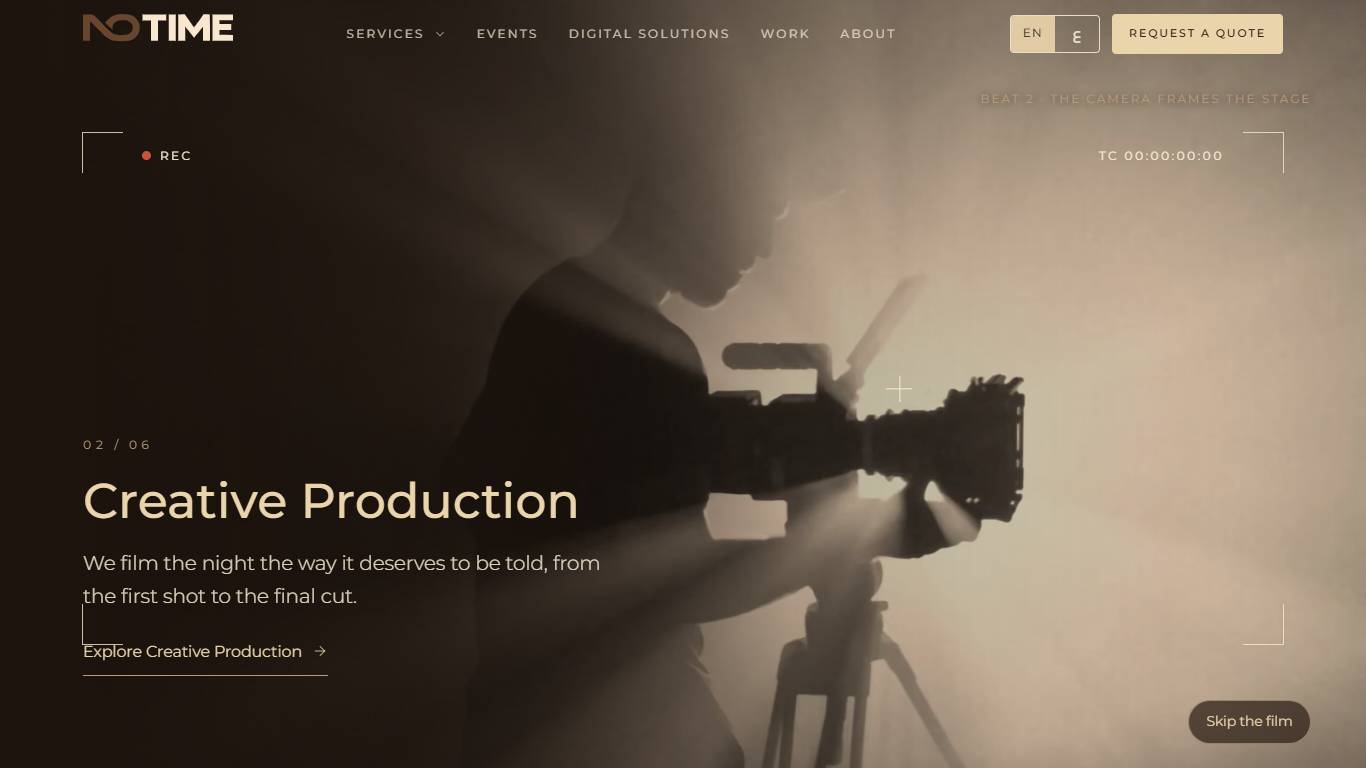 NOTIME
SERVICES
EVENTS
DIGITAL SOLUTIONS
WORK
ABOUT
EN
ع
REQUEST A QUOTE
BEAT 2 · THE CAMERA FRAMES THE STAGE
REC
TC 00:00:00:00
02 / 06
Creative Production
We film the night the way it deserves to be told, from
the first shot to the final cut.
Explore Creative Production →
Skip the film